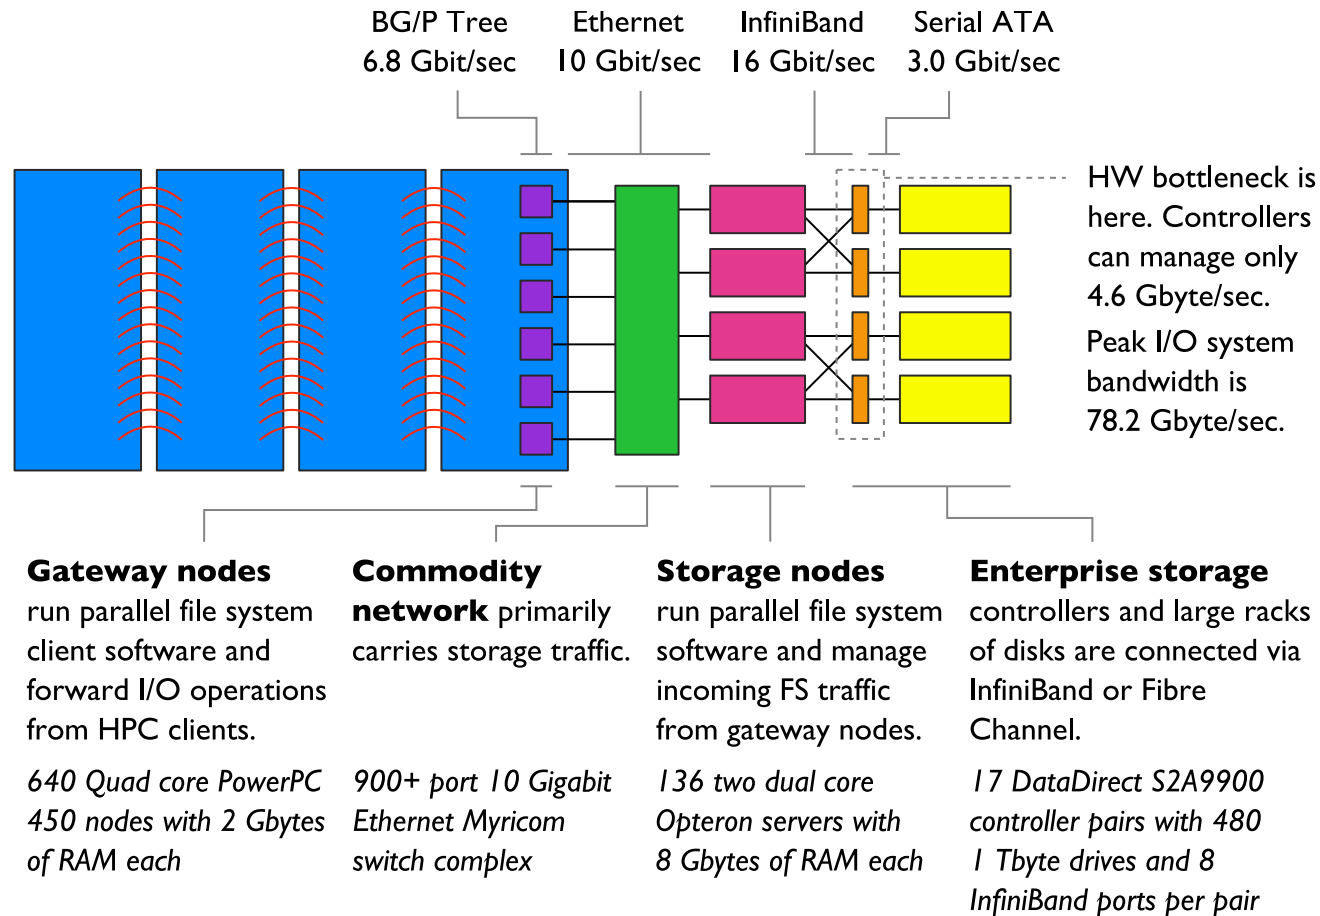 BG/P Tree
6.8 Gbit/sec
Ethernet
10 Gbit/sec
InfiniBand
16 Gbit/sec
Serial ATA
3.0 Gbit/sec
HW bottleneck is
here. Controllers
can manage only
4.6 Gbyte/sec.
Peak I/O system
bandwidth is
78.2 Gbyte/sec.
Gateway nodes
run parallel file system
client software and
forward I/O operations
from HPC clients.
640 Quad core PowerPC
450 nodes with 2 Gbytes
of RAM each
Commodity
network primarily
carries storage traffic.
900+ port 10 Gigabit
Ethernet Myricom
switch complex
Storage nodes
run parallel file system
software and manage
incoming FS traffic
from gateway nodes.
136 two dual core
Opteron servers with
8 Gbytes of RAM each
Enterprise storage
controllers and large racks
of disks are connected via
InfiniBand or Fibre
Channel.
17 DataDirect S2A9900
controller pairs with 480
1 Tbyte drives and 8
InfiniBand ports per pair